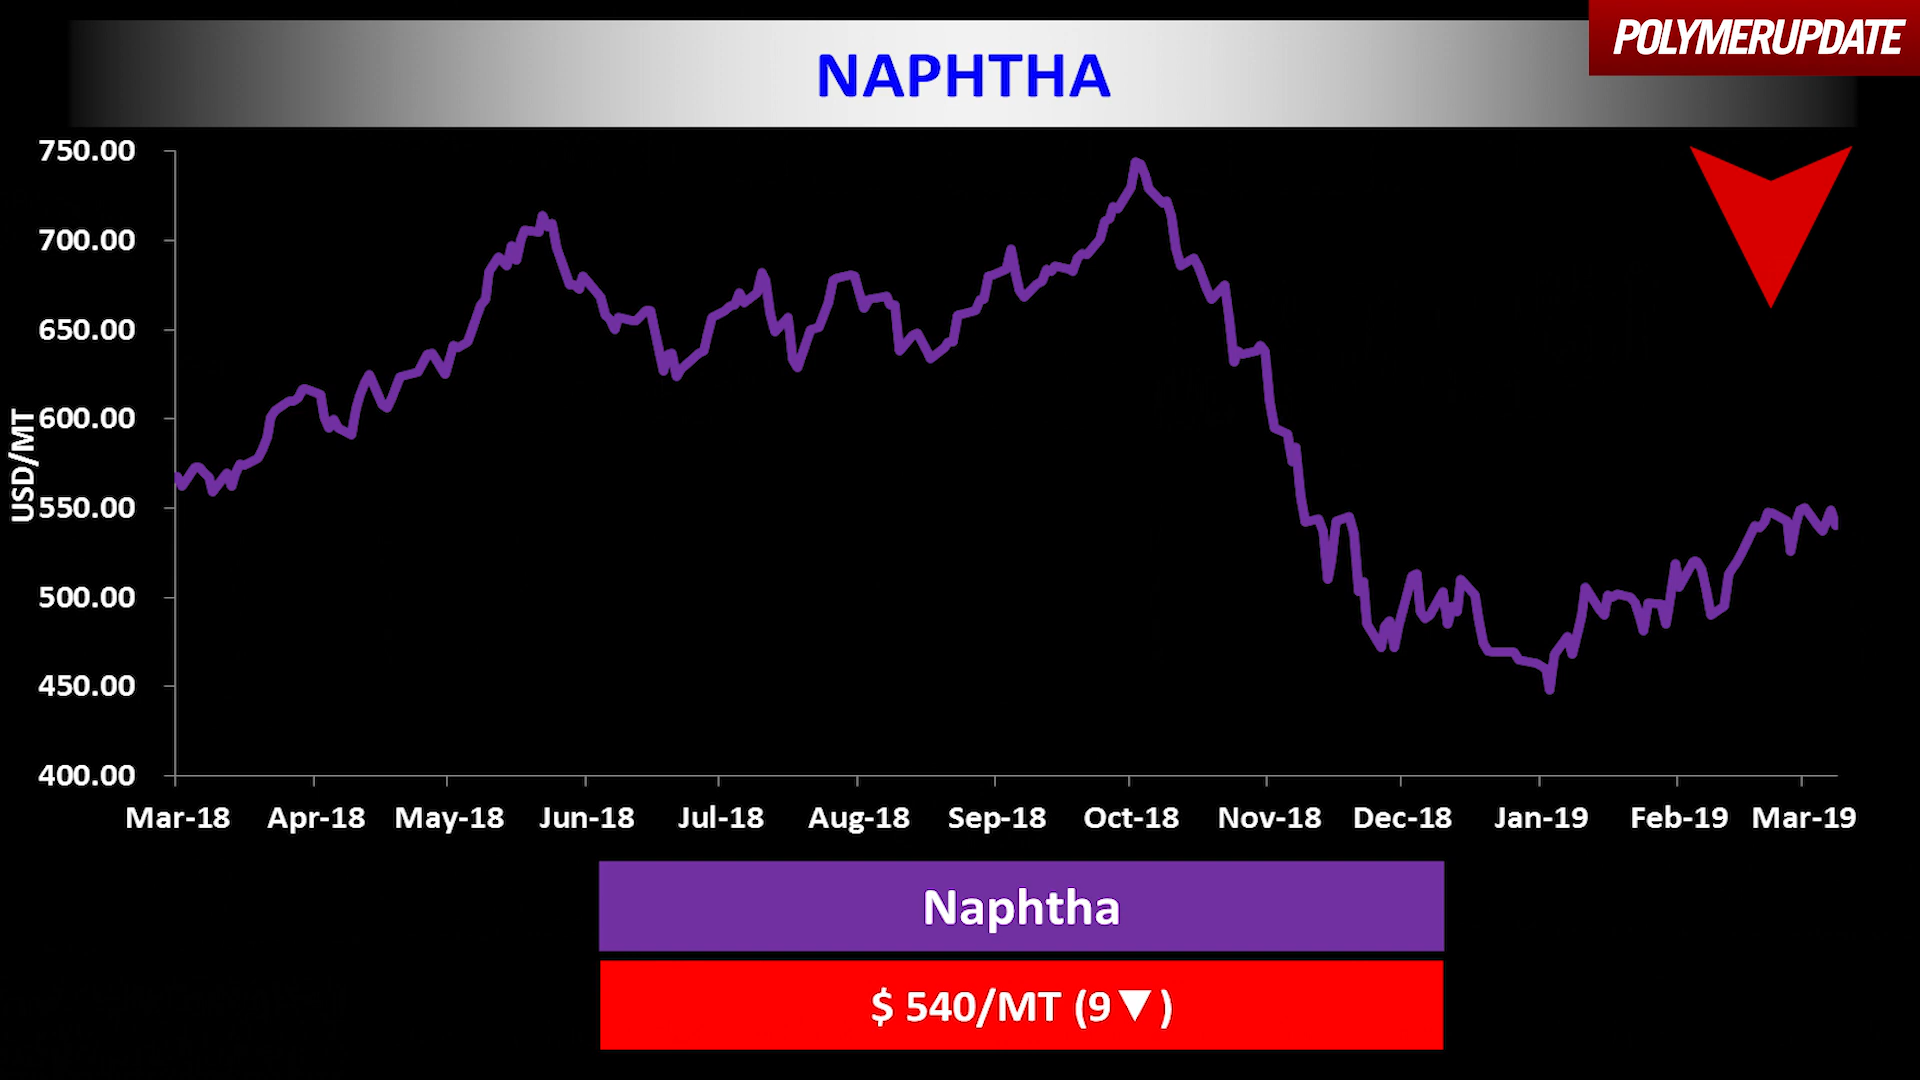 POLYMERUPDATE
NAPHTHA
750.00
700.00
650.00
600.00
550.00
500.00
450.00
400.00
USD/MT
Mar-18 Apr-18 May-18 Jun-18 Jul-18 Aug-18 Sep-18 Oct-18 Nov-18 Dec-18 Jan-19 Feb-19 Mar-19
Naphtha
$ 540/MT (9▼)